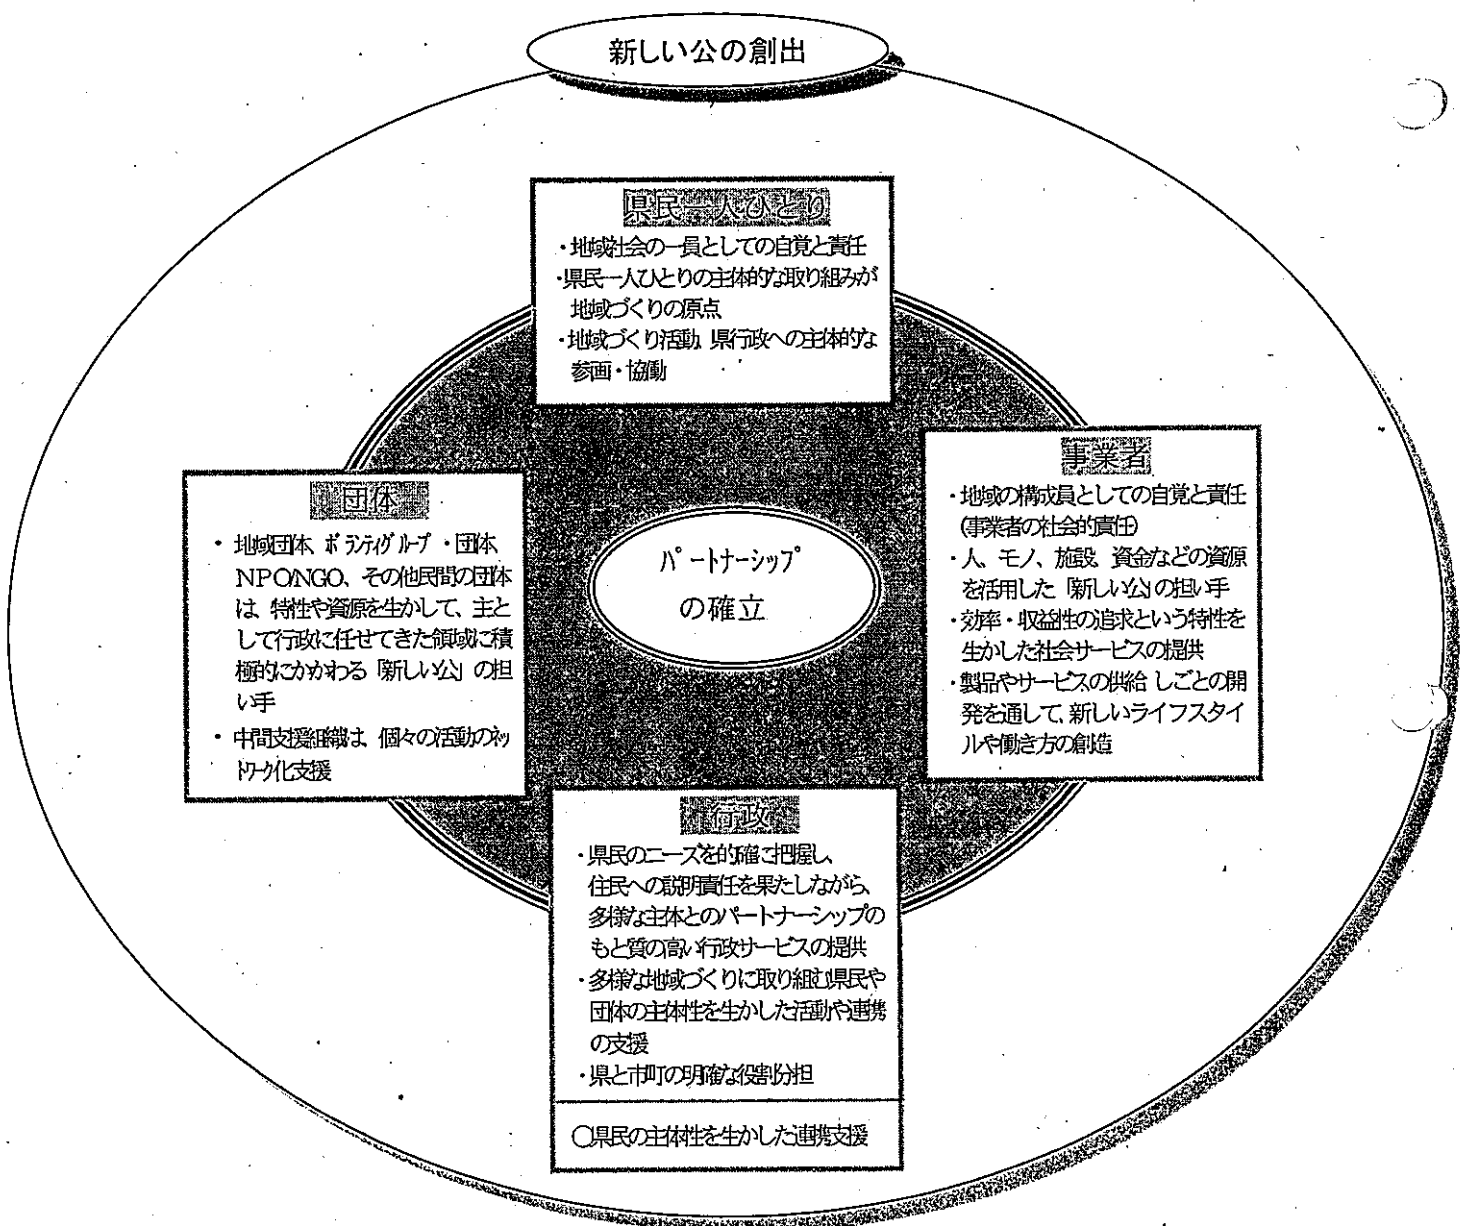 新しい公の創出
県民一人ひとり
・地域社会の一員としての自覚と責任
・県民一人ひとりの主体的な取り組みが
地域づくりの原点
・地域づくり活動、県行政への主体的な
参画・協働
団体
・地域団体、ボランティグループ・団体、
NPO/NGO、その他民間の団体
は、特性や資源を生かして、主と
して行政に任せてきた領域に積
極的にかかわる「新しい公」の担
い手
・中間支援組織は、個々の活動のネッ
トワーク化支援
パートナーシップ
の確立
事業者
・地域の構成員としての自覚と責任
(事業者の社会的責任)
・人、モノ、施設、資金などの資源
を活用した「新しい公」の担い手
・効率・収益性の追求という特性を
生かした社会サービスの提供
・製品やサービスの供給、しごとの開
発を通して、新しいライフスタイ
ルや働き方の創造
行政
・県民のニーズを的確に把握し、
住民への説明責任を果たしながら、
多様な主体とのパートナーシップの
もと質の高い行政サービスの提供
・多様な地域づくりに取り組む県民や
団体の主体性を生かした活動や連携
の支援
・県と市町の明確な役割分担
○県民の主体性を生かした連携支援